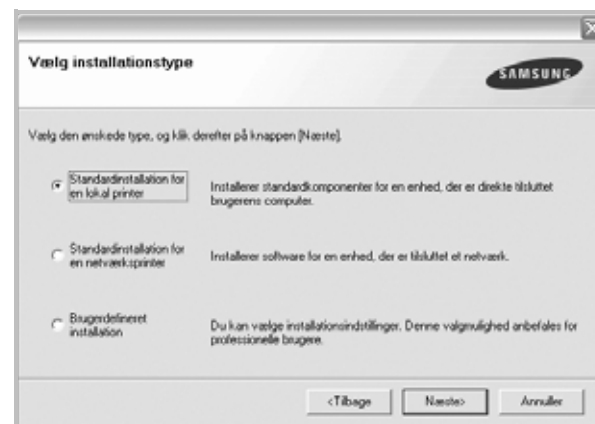 Vælg installationstype
SAMSUNG
Vælg den ønskede type, og klik derefter på knappen [Næste].
Standardinstallation for
en lokal printer
Installerer standardkomponenter for en enhed, der er direkte tilsluttet
brugerens computer.
Standardinstallation for
en netværksprinter
Installerer software for en enhed, der er tilsluttet et netværk.
Brugerdefineret
installation
Du kan vælge installationsindstillinger. Denne valgmulighed anbefales for
professionelle brugere.
<Tilbage
Næste>
Annuller